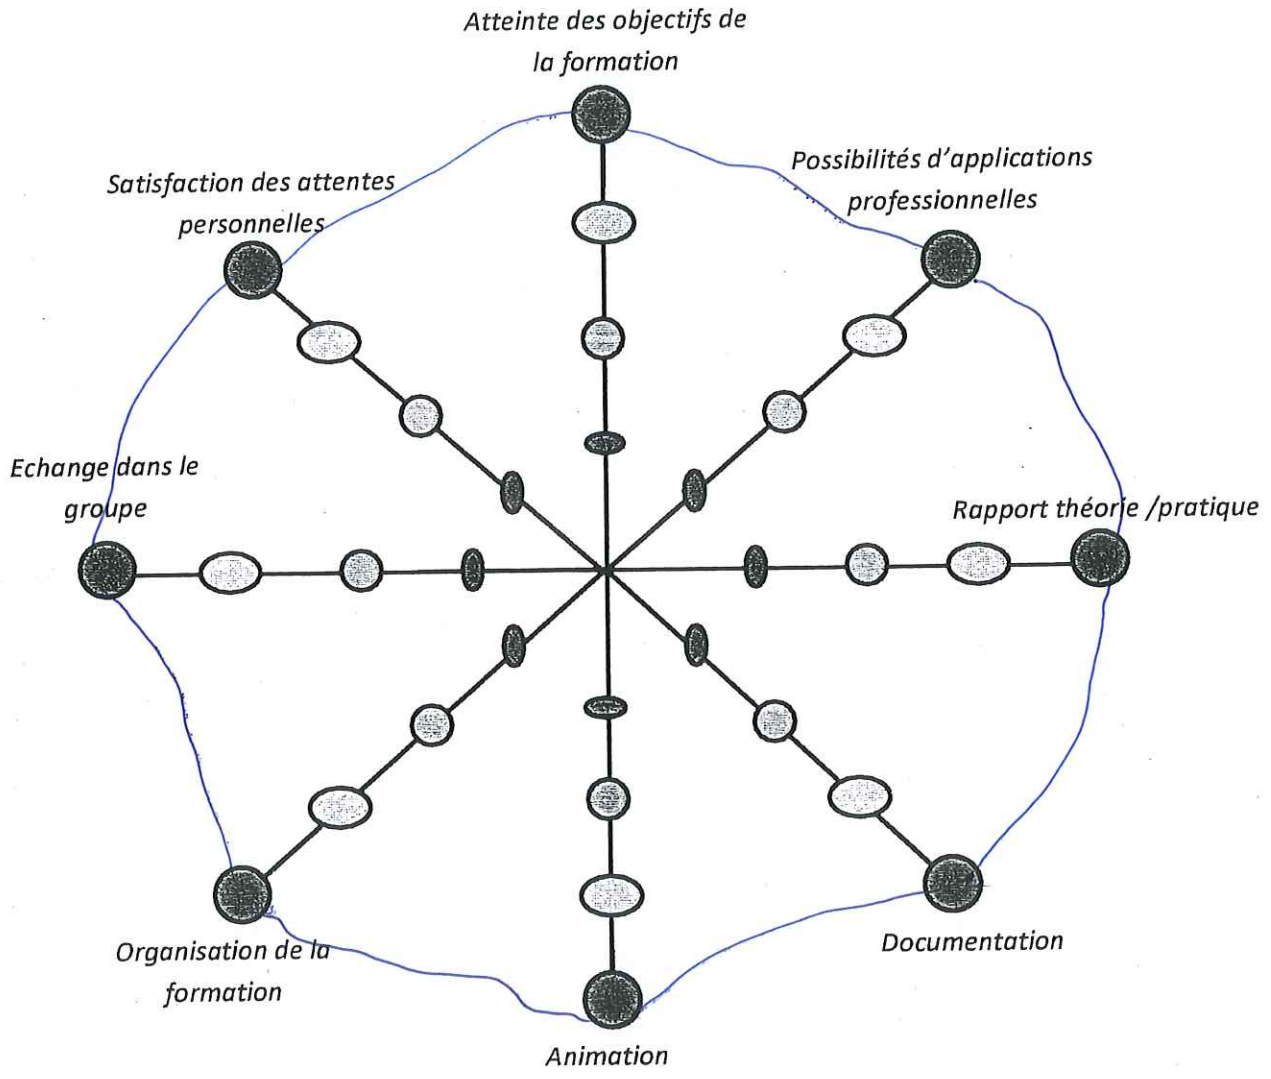 Atteinte des objectifs de
la formation
Possibilités d'applications
professionnelles
Satisfaction des attentes
personnelles
Echange dans le
groupe
Rapport théorie /pratique
Organisation de la
formation
Documentation
Animation